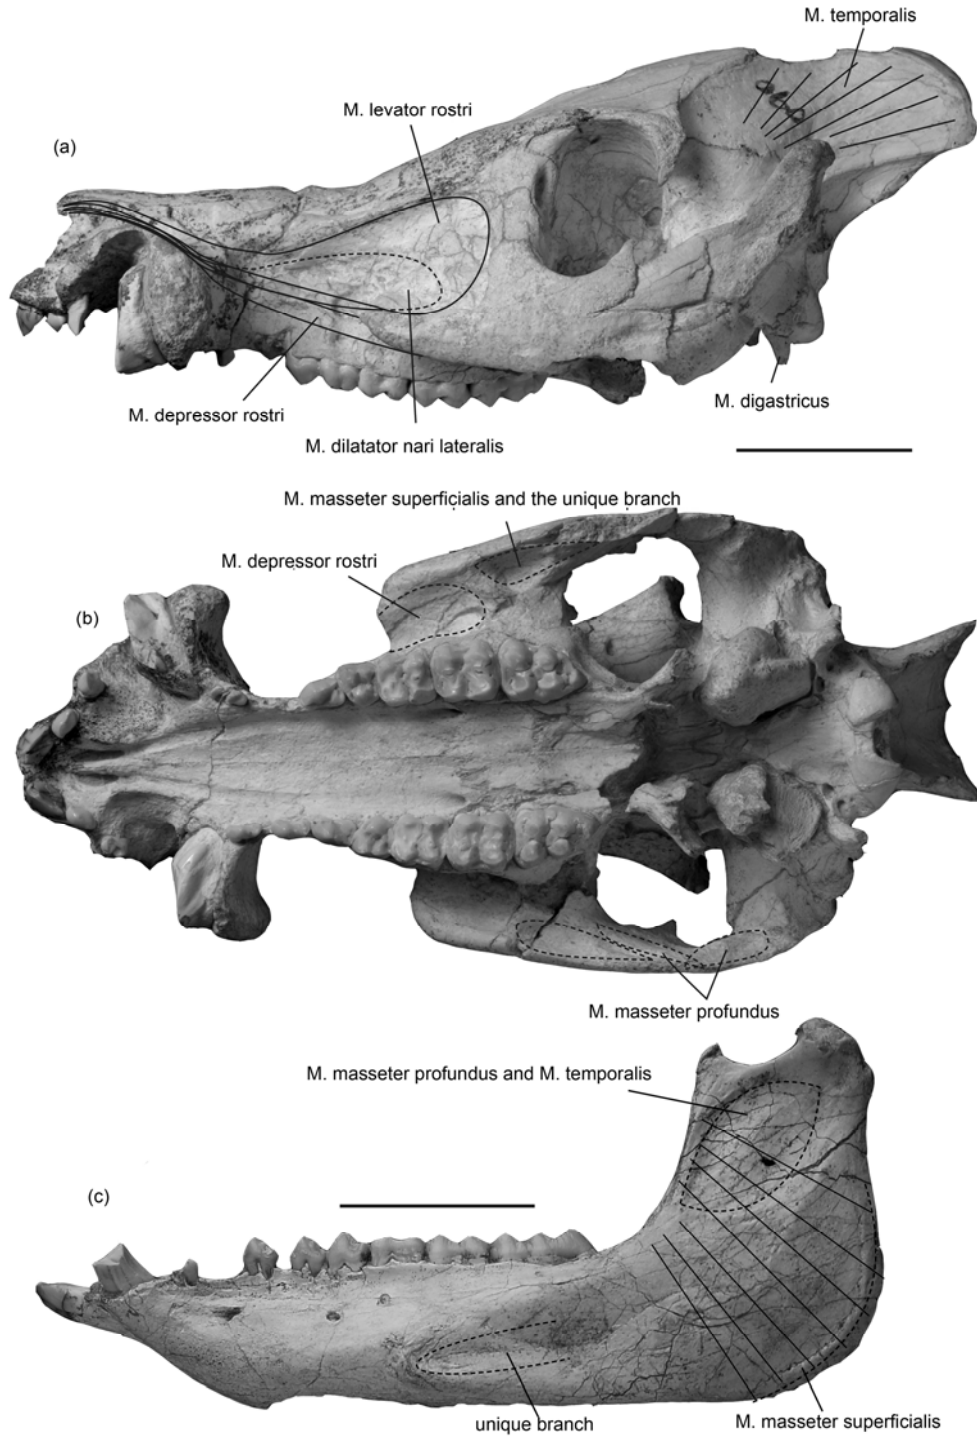 M. temporalis
M. levator rostri
(a)
M. depressor rostri
M. digastricus
M. dilatator nari lateralis
M. masseter superficialis and the unique branch
M. depressor rostri
(b)
M. masseter profundus
M. masseter profundus and M. temporalis
(c)
unique branch
M. masseter superficialis